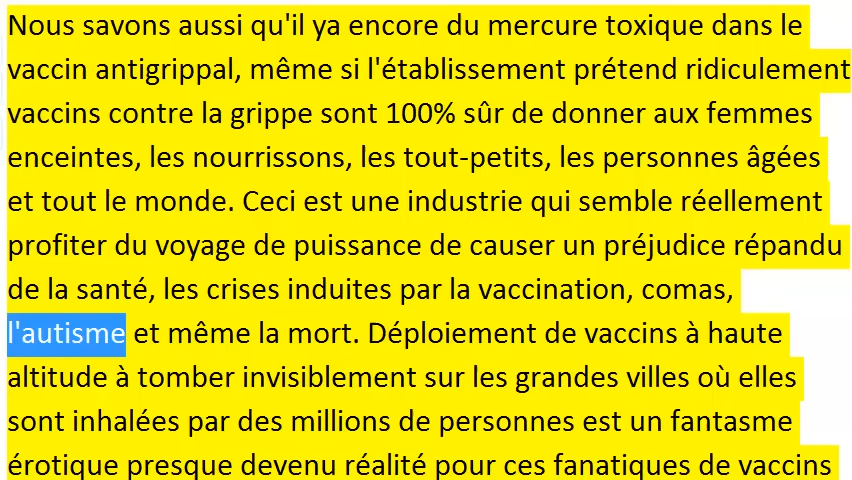 Nous savons aussi qu'il ya encore du mercure toxique dans le
vaccin antigrippal, même si l'établissement prétend ridiculement
vaccins contre la grippe sont 100% sûr de donner aux femmes
enceintes, les nourrissons, les tout-petits, les personnes âgées
et tout le monde. Ceci est une industrie qui semble réellement
profiter du voyage de puissance de causer un préjudice répandu
de la santé, les crises induites par la vaccination, comas,
l'autisme et même la mort. Déploiement de vaccins à haute
altitude à tomber invisiblement sur les grandes villes où elles
sont inhalées par des millions de personnes est un fantasme
érotique presque devenu réalité pour ces fanatiques de vaccins